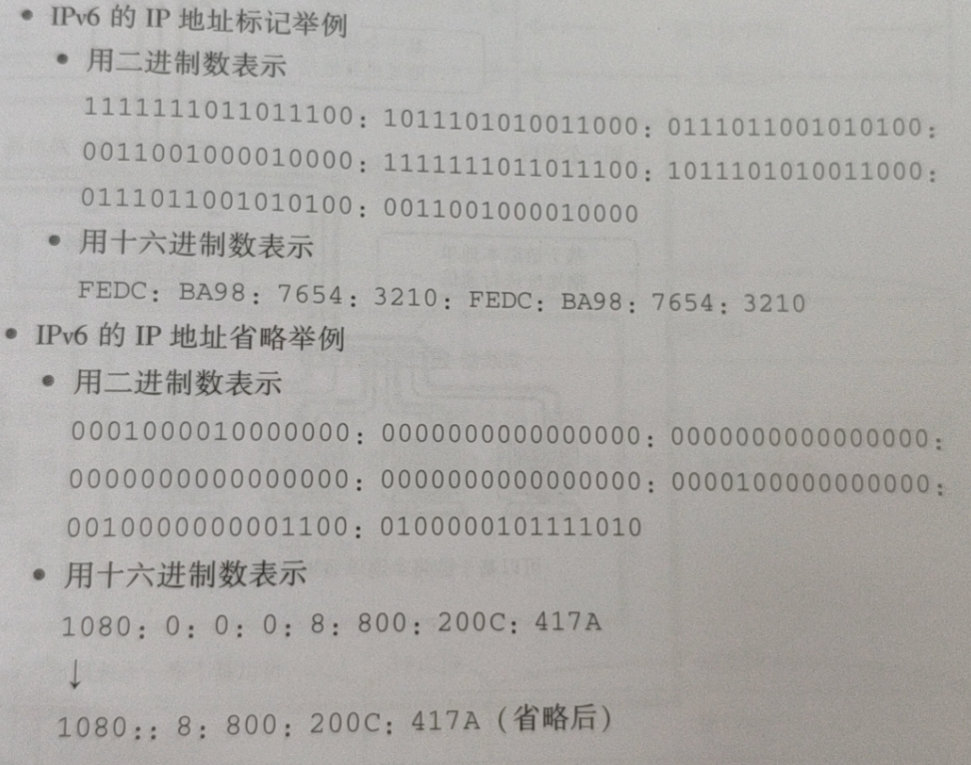 • IPv6 的 IP 地址标记举例
• 用二进制数表示
1111111011011100：1011101010011000：0111011001010100：
0011001000010000：1111111011011100：1011101010011000：
0111011001010100：0011001000010000
• 用十六进制数表示
FEDC：BA98：7654：3210：FEDC：BA98：7654：3210
• IPv6 的 IP 地址省略举例
• 用二进制数表示
0001000010000000：0000000000000000：0000000000000000：
0000000000000000：0000000000000000：0000100000000000：
0010000000001100：0100000101111010
• 用十六进制数表示
1080：0：0：0：8：800：200C：417A
↓
1080：：8：800：200C：417A（省略后）